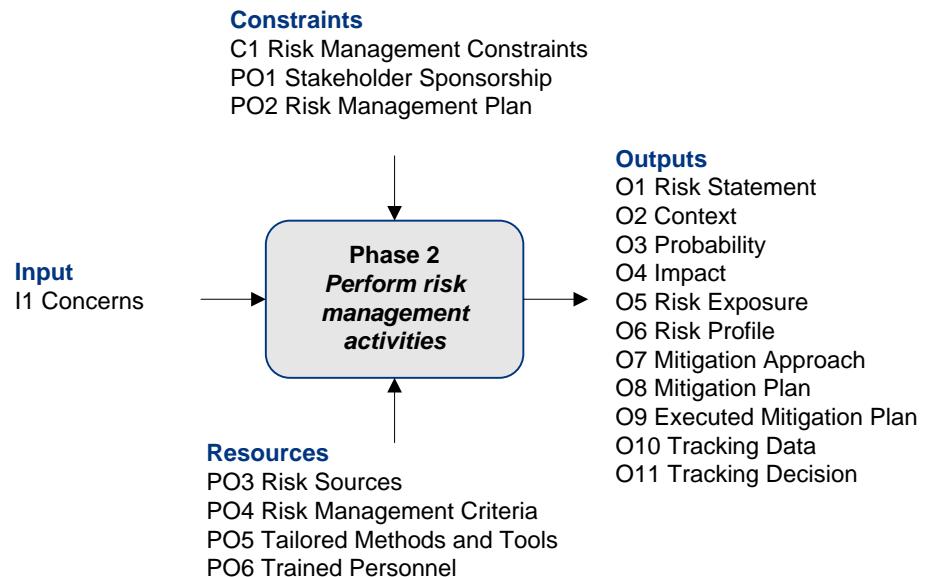 Constraints
C1 Risk Management Constraints
PO1 Stakeholder Sponsorship
PO2 Risk Management Plan
Input
I1 Concerns
Phase 2
Perform risk
management
activities
Outputs
O1 Risk Statement
O2 Context
O3 Probability
O4 Impact
O5 Risk Exposure
O6 Risk Profile
O7 Mitigation Approach
O8 Mitigation Plan
O9 Executed Mitigation Plan
O10 Tracking Data
O11 Tracking Decision
Resources
PO3 Risk Sources
PO4 Risk Management Criteria
PO5 Tailored Methods and Tools
PO6 Trained Personnel